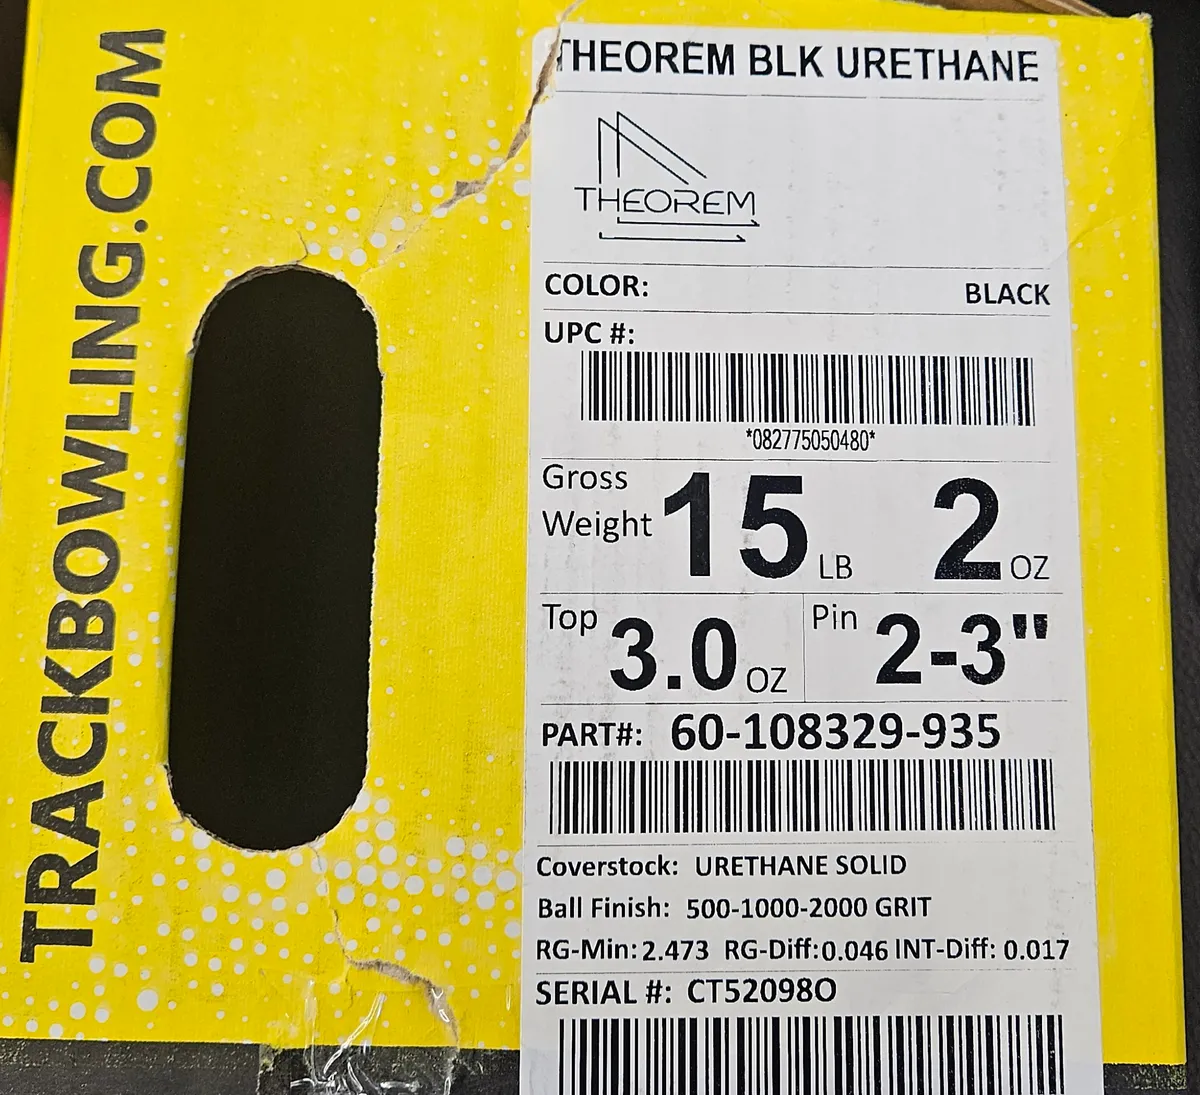 TRACKBOWLING.COM
THEOREM BLK URETHANE
THEOREM
COLOR: BLACK
UPC #:
*082775050480*
Gross Weight 15 LB 2 OZ
Top 3.0 OZ Pin 2-3"
PART#: 60-108329-935
Coverstock: URETHANE SOLID
Ball Finish: 500-1000-2000 GRIT
RG-Min: 2.473 RG-Diff: 0.046 INT-Diff: 0.017
SERIAL #: CT52098O